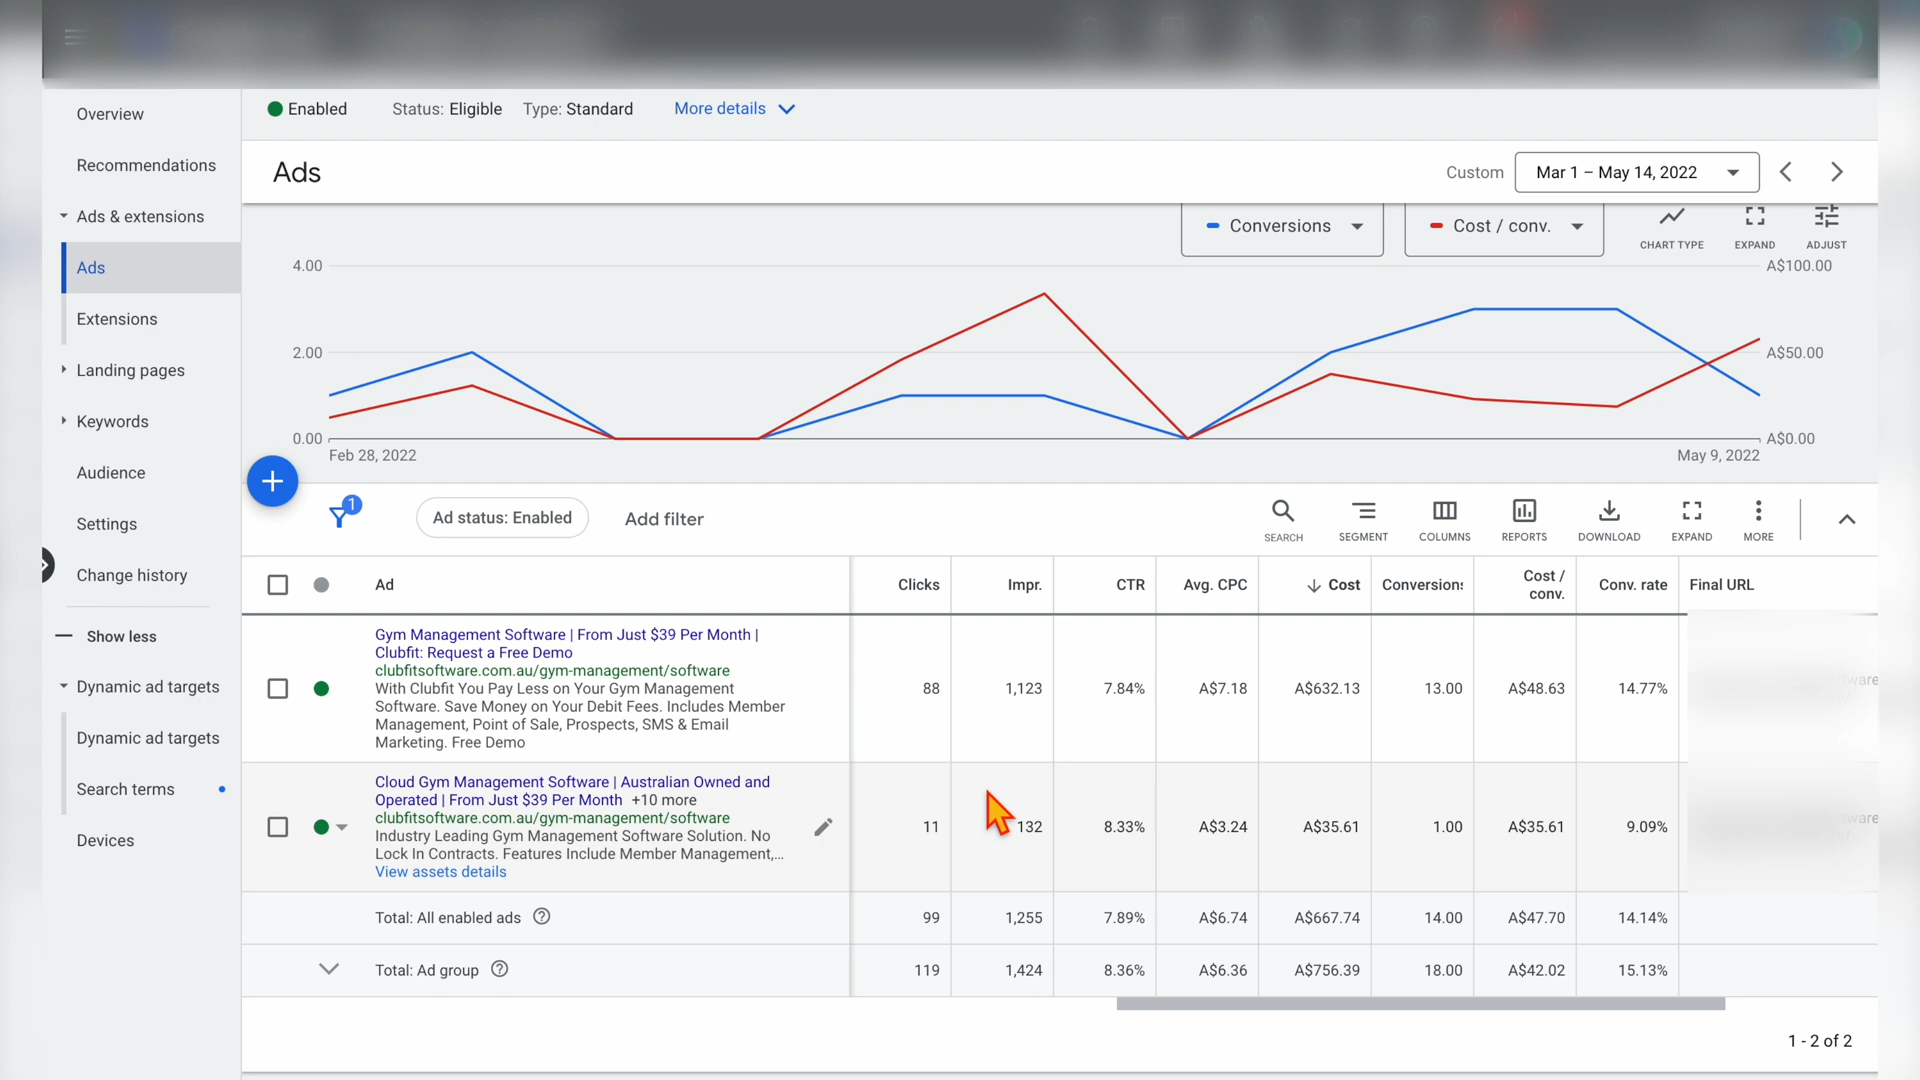 Enabled Status: Eligible Type: Standard More details
Ads Custom Mar 1 – May 14, 2022
Overview
Recommendations
Ads & extensions
Ads
Extensions
Landing pages
Keywords
Audience
Settings
Change history
Show less
Dynamic ad targets
Dynamic ad targets
Search terms
Devices
Conversions Cost / conv. CHART TYPE EXPAND ADJUST
4.00 A$100.00
2.00 A$50.00
0.00 A$0.00
Feb 28, 2022 May 9, 2022
1 Ad status: Enabled Add filter SEARCH SEGMENT COLUMNS REPORTS DOWNLOAD EXPAND MORE
Ad Clicks Impr. CTR Avg. CPC Cost Conversions Cost / conv. Conv. rate Final URL
Gym Management Software | From Just $39 Per Month |
Clubfit: Request a Free Demo
clubfitsoftware.com.au/gym-management/software
With Clubfit You Pay Less on Your Gym Management
Software. Save Money on Your Debit Fees. Includes Member
Management, Point of Sale, Prospects, SMS & Email
Marketing. Free Demo
88 1,123 7.84% A$7.18 A$632.13 13.00 A$48.63 14.77%
Cloud Gym Management Software | Australian Owned and
Operated | From Just $39 Per Month +10 more
clubfitsoftware.com.au/gym-management/software
Industry Leading Gym Management Software Solution. No
Lock In Contracts. Features Include Member Management,...
View assets details
11 132 8.33% A$3.24 A$35.61 1.00 A$35.61 9.09%
Total: All enabled ads 99 1,255 7.89% A$6.74 A$667.74 14.00 A$47.70 14.14%
Total: Ad group 119 1,424 8.36% A$6.36 A$756.39 18.00 A$42.02 15.13%
1 - 2 of 2